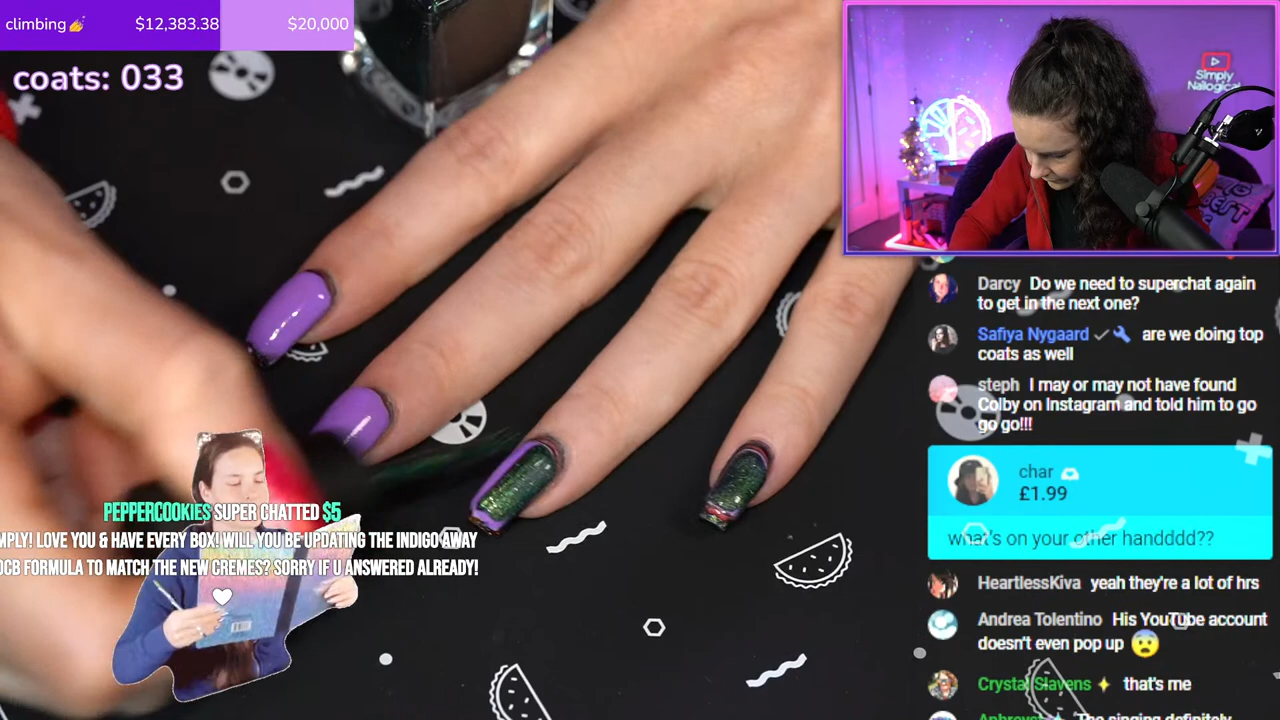 climbing💅 $12,383.38 $20,000
coats: 033
Simply
Nailogical
Darcy Do we need to superchat again
to get in the next one?
Safiya Nygaard are we doing top
coats as well
steph I may or may not have found
Colby on Instagram and told him to go
go go!!!
char
£1.99
what's on your other handddd??
HeartlessKiva yeah they're a lot of hrs
Andrea Tolentino His YouTube account
doesn't even pop up 😨
Crystal Slavens that's me
The singing definitely
PEPPERCOOKIES SUPER CHATTED $5
MPLY! LOVE YOU & HAVE EVERY BOX! WILL YOU BE UPDATING THE INDIGO AWAY
OCB FORMULA TO MATCH THE NEW CREMES? SORRY IF U ANSWERED ALREADY!